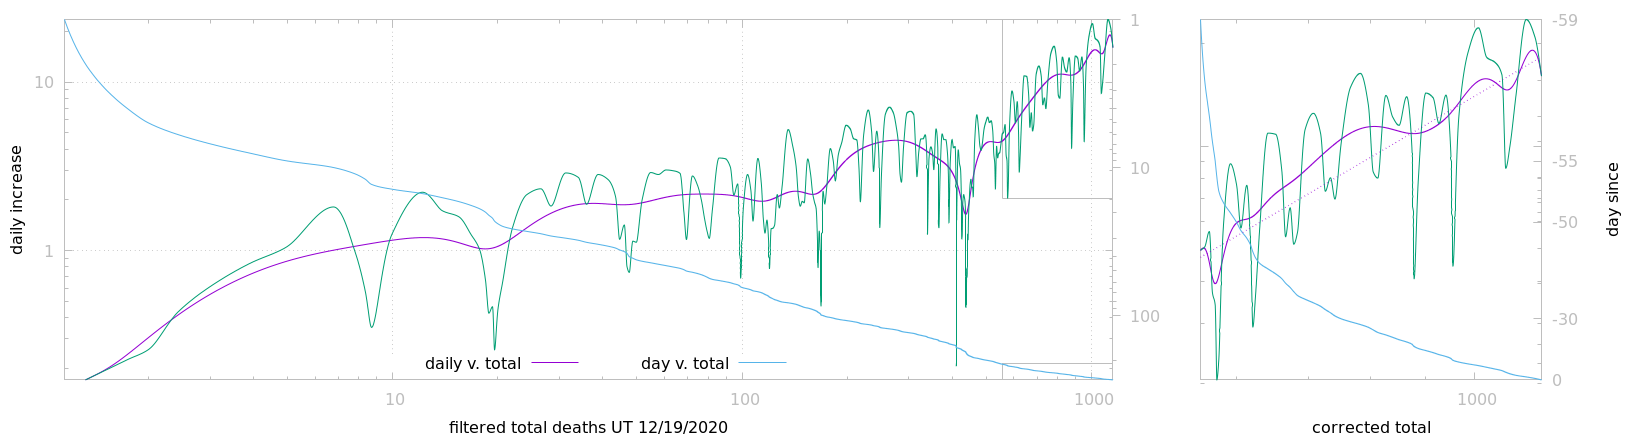 1
-59
10
10
-55
daily increase
day since
-50
1
100
-30
daily v. total
day v. total
0
10
100
1000
1000
filtered total deaths UT 12/19/2020
corrected total